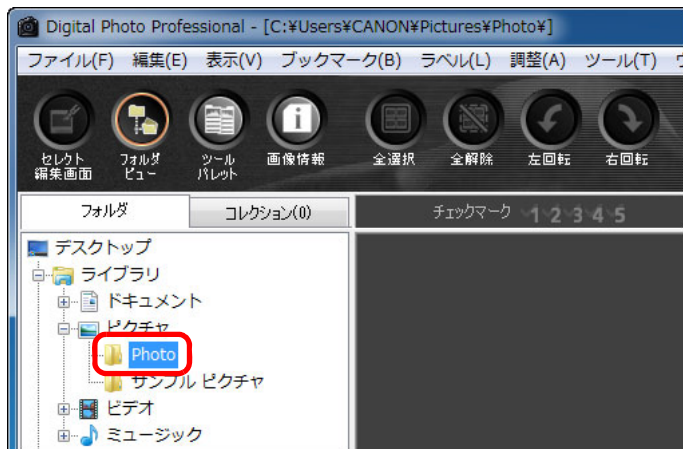 Digital Photo Professional - [C:¥Users¥CANON¥Pictures¥Photo¥]
ファイル(F) 編集(E) 表示(V) ブックマーク(B) ラベル(L) 調整(A) ツール(T)
セレクト編集画面 フォルダビュー ツールパレット 画像情報 全選択 全解除 左回転 右回転
フォルダ コレクション(0) チェックマーク 1 2 3 4 5
デスクトップ
ライブラリ
ドキュメント
ピクチャ
Photo
サンプル ピクチャ
ビデオ
ミュージック